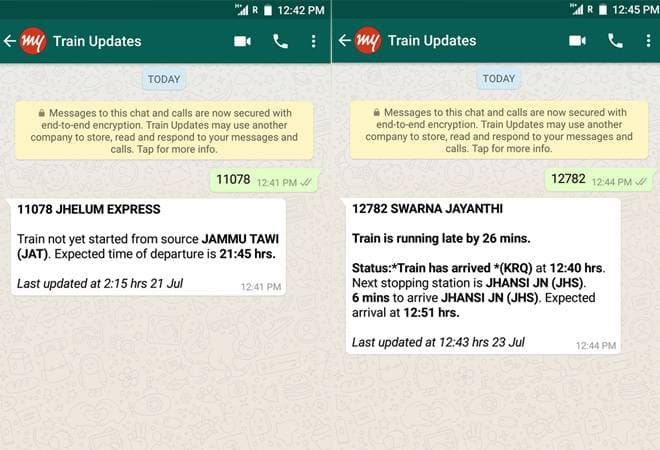 12:42 PM
my Train Updates
TODAY
Messages to this chat and calls are now secured with
end-to-end encryption. Train Updates may use another
company to store, read and respond to your messages and
calls. Tap for more info.
11078 12:41 PM
11078 JHELUM EXPRESS
Train not yet started from source JAMMU TAWI
(JAT). Expected time of departure is 21:45 hrs.
Last updated at 2:15 hrs 21 Jul
12:41 PM
R 12:45 PM
my Train Updates
TODAY
Messages to this chat and calls are now secured with
end-to-end encryption. Train Updates may use another
company to store, read and respond to your messages and
calls. Tap for more info.
12782 12:44 PM
12782 SWARNA JAYANTHI
Train is running late by 26 mins.
Status:*Train has arrived *(KRQ) at 12:40 hrs.
Next stopping station is JHANSI JN (JHS).
6 mins to arrive JHANSI JN (JHS). Expected
arrival at 12:51 hrs.
Last updated at 12:43 hrs 23 Jul
12:44 PM